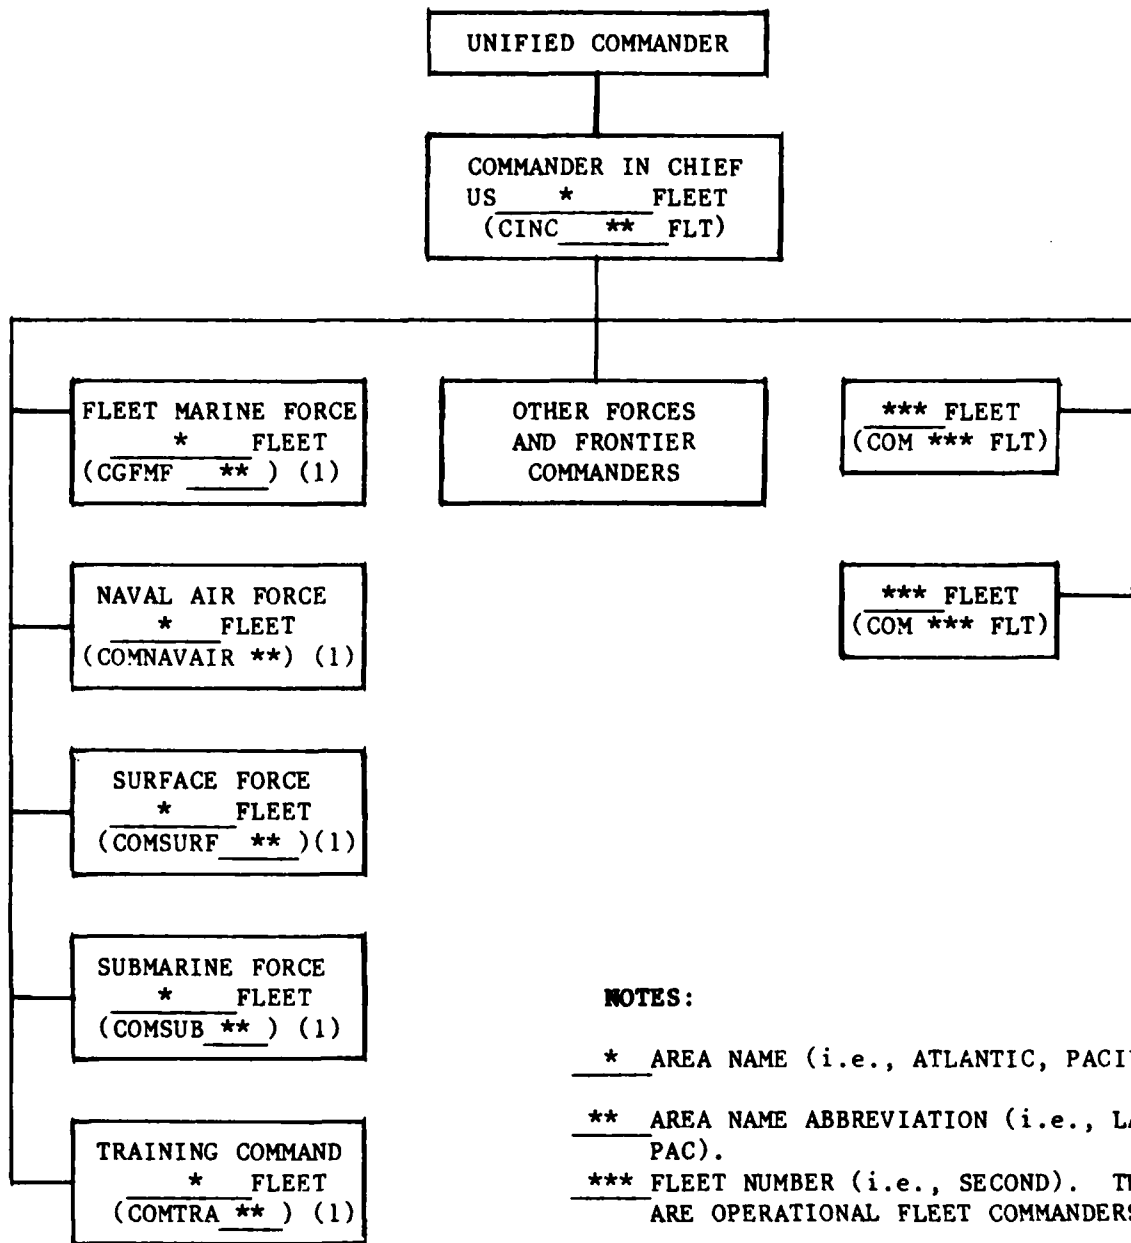 UNIFIED COMMANDER
COMMANDER IN CHIEF
US * FLEET
(CINC ** FLT)
FLEET MARINE FORCE
* FLEET
(CGFMF ** ) (1)
OTHER FORCES
AND FRONTIER
COMMANDERS
*** FLEET
(COM *** FLT)
NAVAL AIR FORCE
* FLEET
(COMNAVAIR **) (1)
*** FLEET
(COM *** FLT)
SURFACE FORCE
* FLEET
(COMSURF ** )(1)
SUBMARINE FORCE
* FLEET
(COMSUB ** ) (1)
TRAINING COMMAND
* FLEET
(COMTRA ** ) (1)
NOTES:
* AREA NAME (i.e., ATLANTIC,
** AREA NAME ABBREVIATION (i.e.,
PAC).
*** FLEET NUMBER (i.e., SECOND).
ARE OPERATIONAL FLEET COMMANDERS